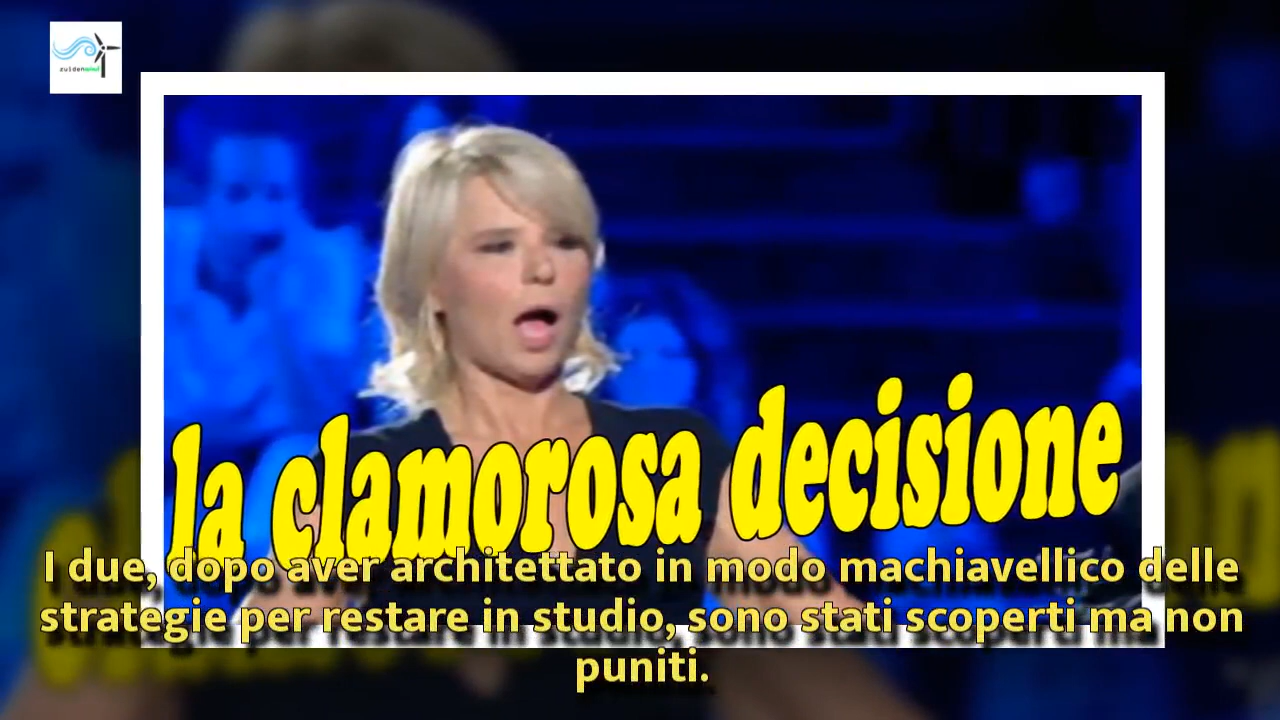 zuidenwind
la clamorosa decisione
I due, dopo aver architettato in modo machiavellico delle
strategie per restare in studio, sono stati scoperti ma non
puniti.